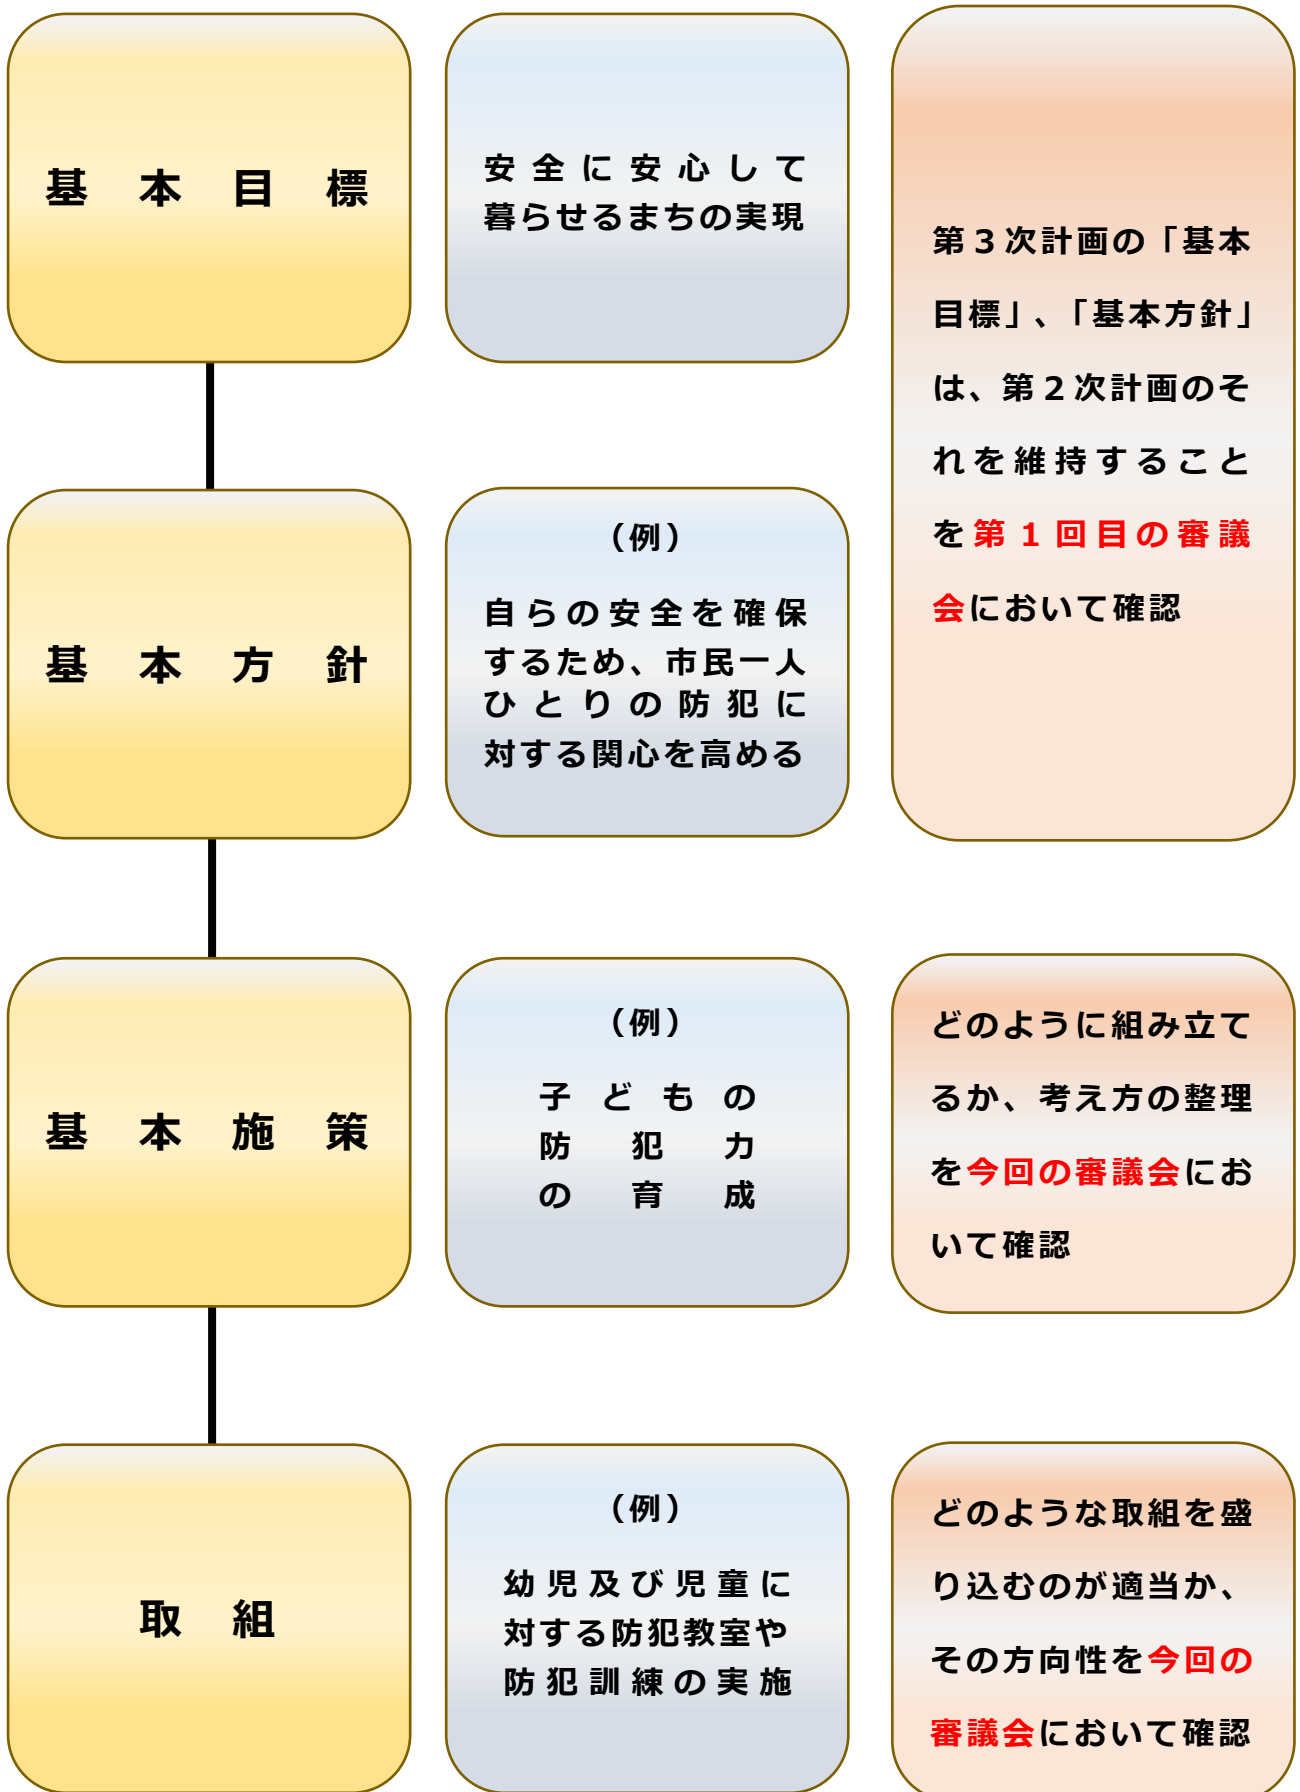 基本目標
安全に安心して
暮らせるまちの実現
第３次計画の「基本
目標」、「基本方針」
は、第２次計画のそ
れを維持すること
を第１回目の審議
会において確認
基本方針
（例）
自らの安全を確保
するため、市民一人
ひとりの防犯に
対する関心を高める
基本施策
（例）
子どもの
防犯力
の育成
どのように組み立て
るか、考え方の整理
を今回の審議会にお
いて確認
取組
（例）
幼児及び児童に
対する防犯教室や
防犯訓練の実施
どのような取組を盛
り込むのが適当か、
その方向性を今回の
審議会において確認